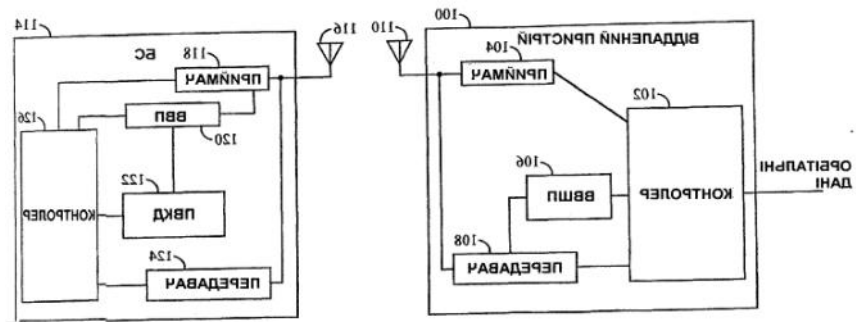 100
ВІДДАЛЕНИЙ ПРИСТРІЙ
110
104
ПРИЙМАЧ
102
КОНТРОЛЕР
ОРБІТАЛЬНІ
ДАНІ
106
ВВШП
108
ПЕРЕДАВАЧ
114
БС
116
118
ПРИЙМАЧ
ВВП
120
126
КОНТРОЛЕР
122
ПВКД
124
ПЕРЕДАВАЧ